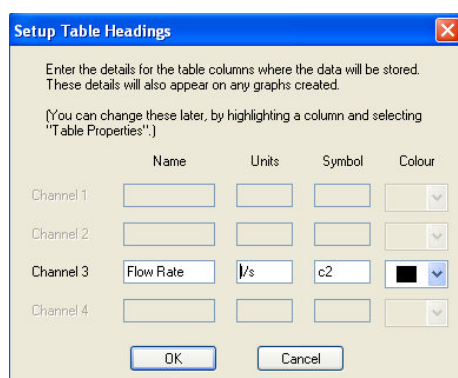 Setup Table Headings
Enter the details for the table columns where the data will be stored.
These details will also appear on any graphs created.
(You can change these later, by highlighting a column and selecting
"Table Properties".)
Name Units Symbol Colour
Channel 1
Channel 2
Channel 3 Flow Rate l/s c2
Channel 4
OK Cancel